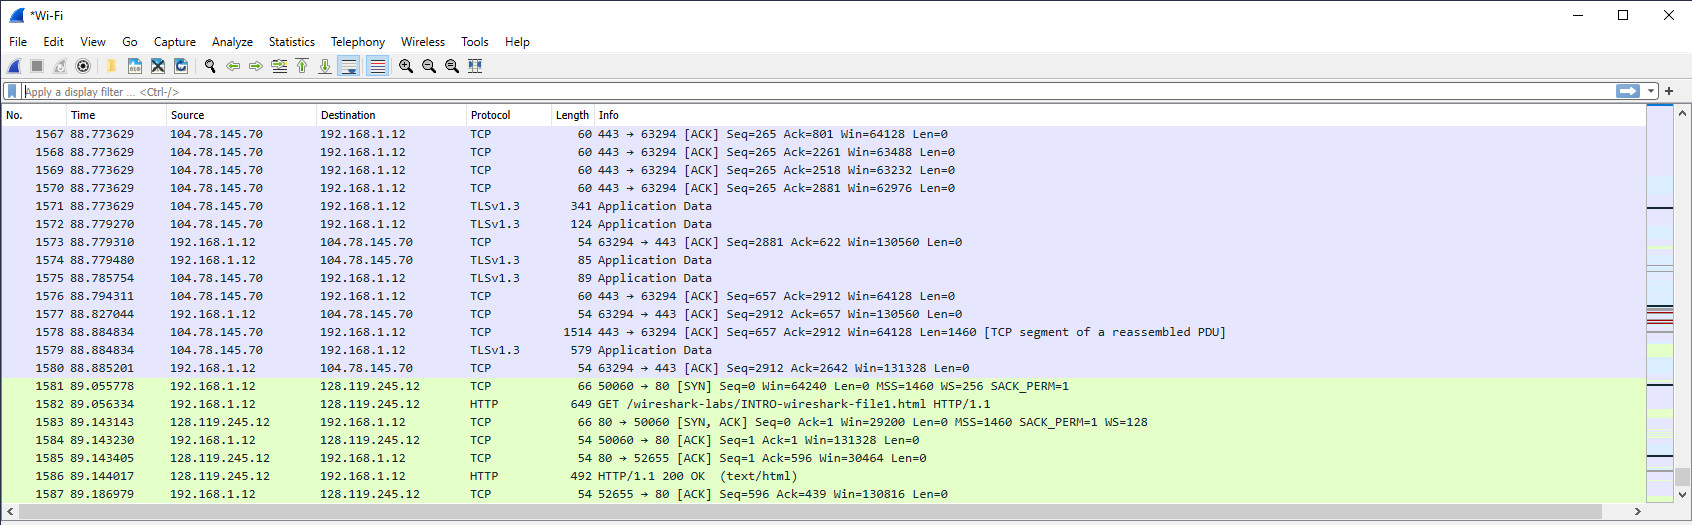 *Wi-Fi
File Edit View Go Capture Analyze Statistics Telephony Wireless Tools Help
Apply a display filter ... <Ctrl-/>
No. Time Source Destination Protocol Length Info
1567 88.773629 104.78.145.70 192.168.1.12 TCP 60 443 → 63294 [ACK] Seq=265 Ack=801 Win=64128 Len=0
1568 88.773629 104.78.145.70 192.168.1.12 TCP 60 443 → 63294 [ACK] Seq=265 Ack=2261 Win=63488 Len=0
1569 88.773629 104.78.145.70 192.168.1.12 TCP 60 443 → 63294 [ACK] Seq=265 Ack=2518 Win=63232 Len=0
1570 88.773629 104.78.145.70 192.168.1.12 TCP 60 443 → 63294 [ACK] Seq=265 Ack=2881 Win=62976 Len=0
1571 88.773629 104.78.145.70 192.168.1.12 TLSv1.3 341 Application Data
1572 88.779270 104.78.145.70 192.168.1.12 TLSv1.3 124 Application Data
1573 88.779310 192.168.1.12 104.78.145.70 TCP 54 63294 → 443 [ACK] Seq=2881 Ack=622 Win=130560 Len=0
1574 88.779480 192.168.1.12 104.78.145.70 TLSv1.3 85 Application Data
1575 88.785754 104.78.145.70 192.168.1.12 TLSv1.3 89 Application Data
1576 88.794311 104.78.145.70 192.168.1.12 TCP 60 443 → 63294 [ACK] Seq=657 Ack=2912 Win=64128 Len=0
1577 88.827044 192.168.1.12 104.78.145.70 TCP 54 63294 → 443 [ACK] Seq=2912 Ack=657 Win=130560 Len=0
1578 88.884834 104.78.145.70 192.168.1.12 TCP 1514 443 → 63294 [ACK] Seq=657 Ack=2912 Win=64128 Len=1460 [TCP segment of a reassembled PDU]
1579 88.884834 104.78.145.70 192.168.1.12 TLSv1.3 579 Application Data
1580 88.885201 192.168.1.12 104.78.145.70 TCP 54 63294 → 443 [ACK] Seq=2912 Ack=2642 Win=131328 Len=0
1581 89.055778 192.168.1.12 128.119.245.12 TCP 66 50060 → 80 [SYN] Seq=0 Win=64240 Len=0 MSS=1460 WS=256 SACK_PERM=1
1582 89.056334 192.168.1.12 128.119.245.12 HTTP 649 GET /wireshark-labs/INTRO-wireshark-file1.html HTTP/1.1
1583 89.143143 128.119.245.12 192.168.1.12 TCP 66 80 → 50060 [SYN, ACK] Seq=0 Ack=1 Win=29200 Len=0 MSS=1460 SACK_PERM=1 WS=128
1584 89.143230 192.168.1.12 128.119.245.12 TCP 54 50060 → 80 [ACK] Seq=1 Ack=1 Win=131328 Len=0
1585 89.143405 128.119.245.12 192.168.1.12 TCP 54 80 → 52655 [ACK] Seq=1 Ack=596 Win=30464 Len=0
1586 89.144017 128.119.245.12 192.168.1.12 HTTP 492 HTTP/1.1 200 OK (text/html)
1587 89.186979 192.168.1.12 128.119.245.12 TCP 54 52655 → 80 [ACK] Seq=596 Ack=439 Win=130816 Len=0